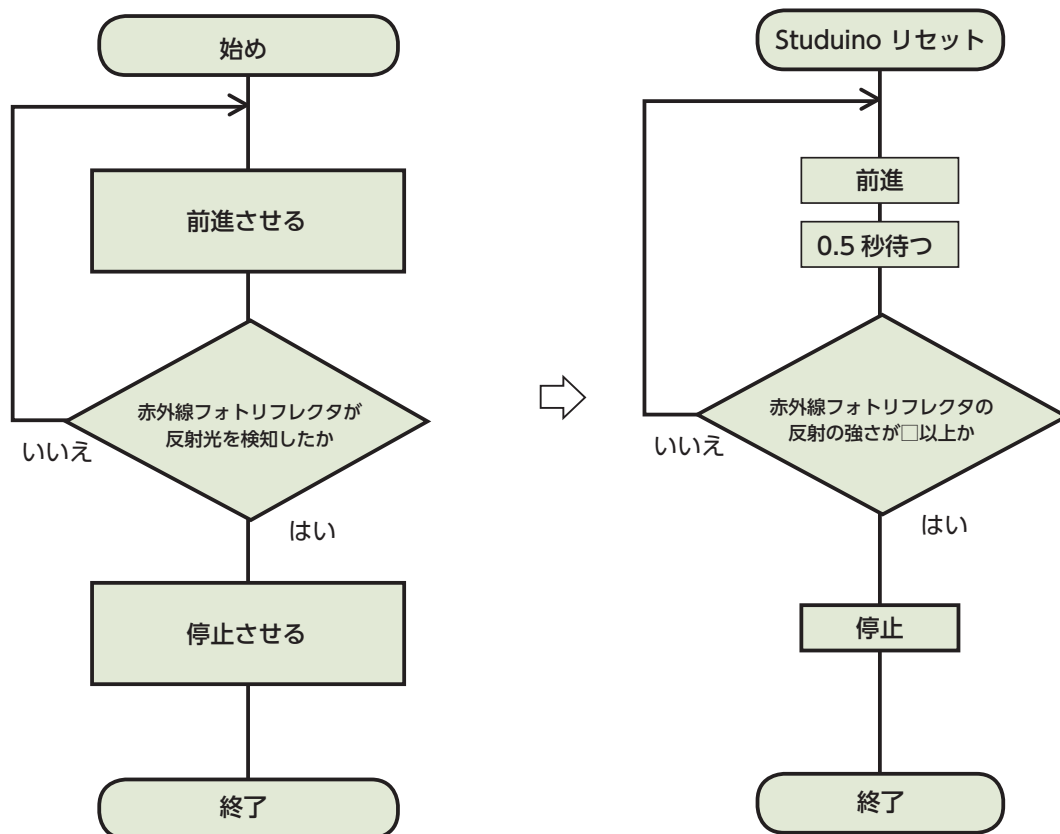 始め
前進させる
赤外線フォトリフレクタが
反射光を検知したか
いいえ
はい
停止させる
終了
Studuino リセット
前進
0.5 秒待つ
赤外線フォトリフレクタの
反射の強さが□以上か
いいえ
はい
停止
終了